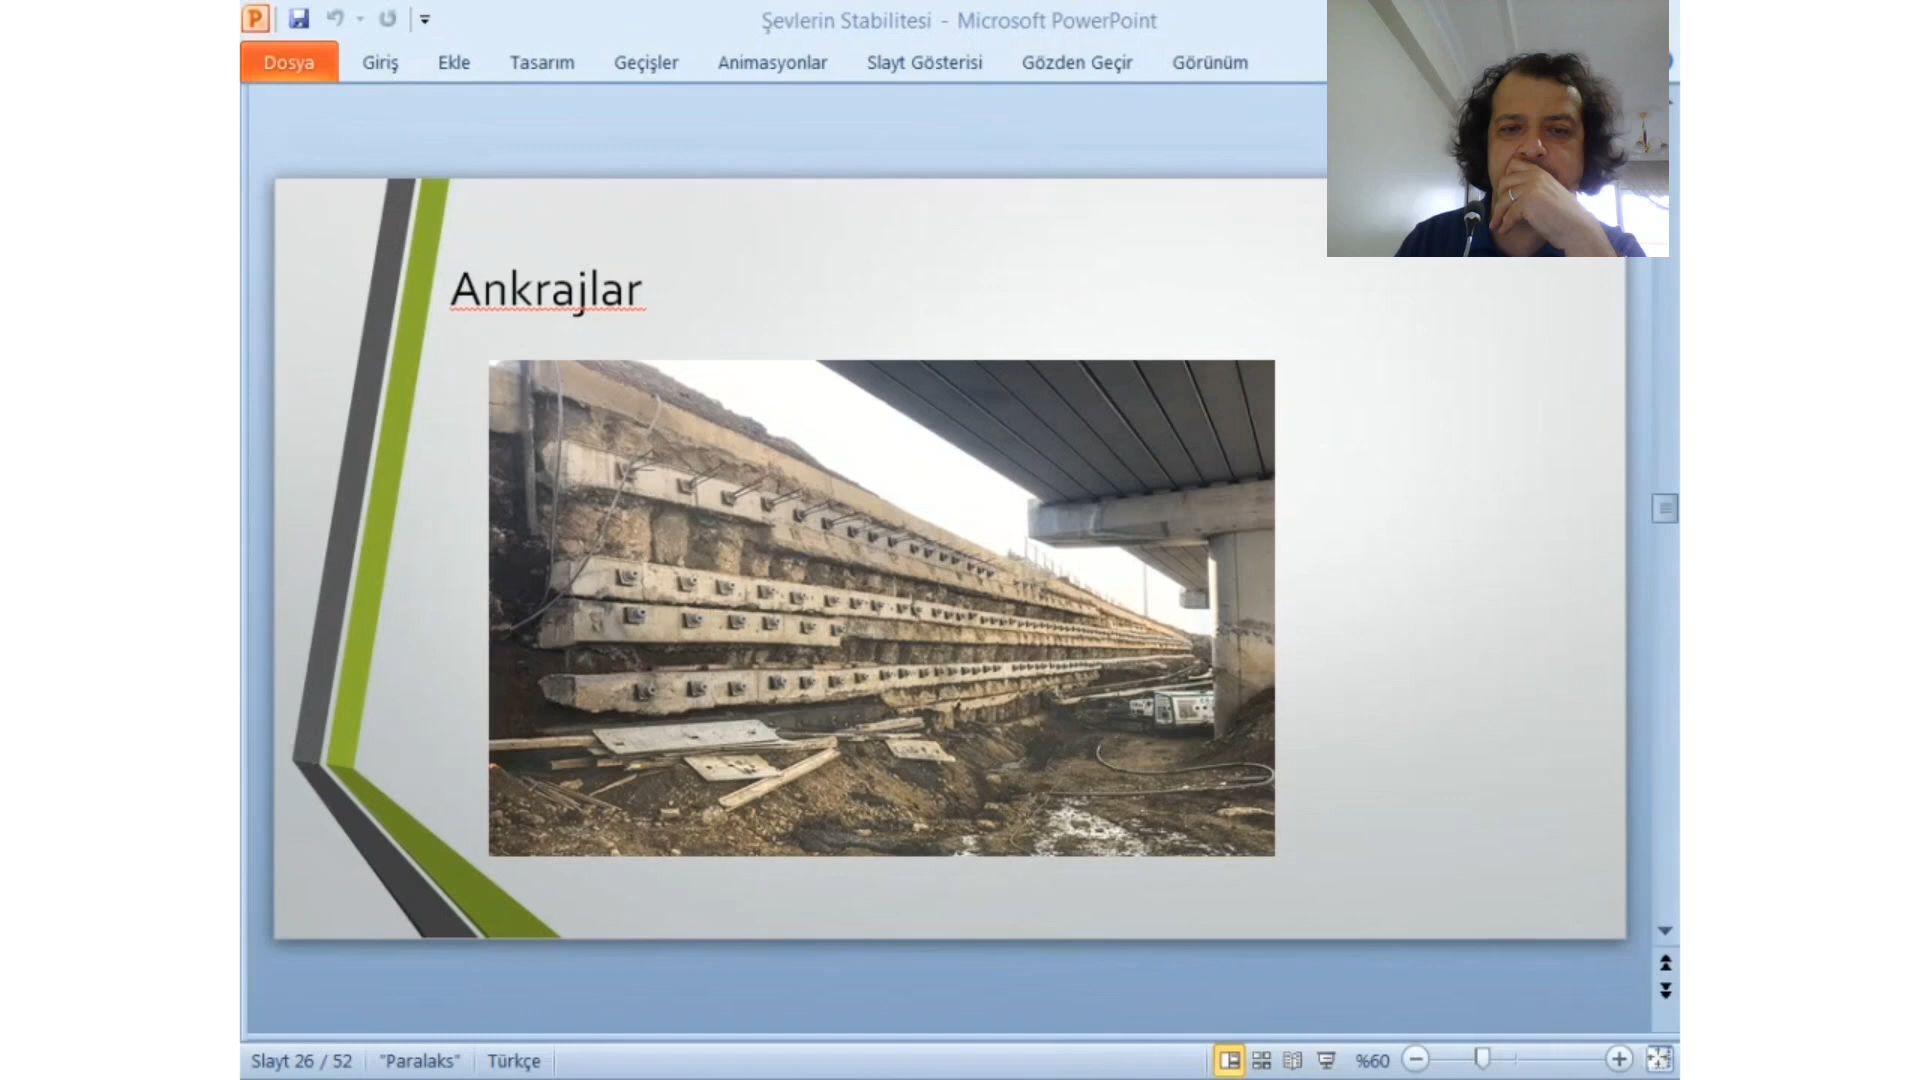 Şevlerin Stabilitesi - Microsoft PowerPoint
Dosya Giriş Ekle Tasarım Geçişler Animasyonlar Slayt Gösterisi Gözden Geçir Görünüm
Ankrajlar
Slayt 26 / 52 "Paralaks" Türkçe %60